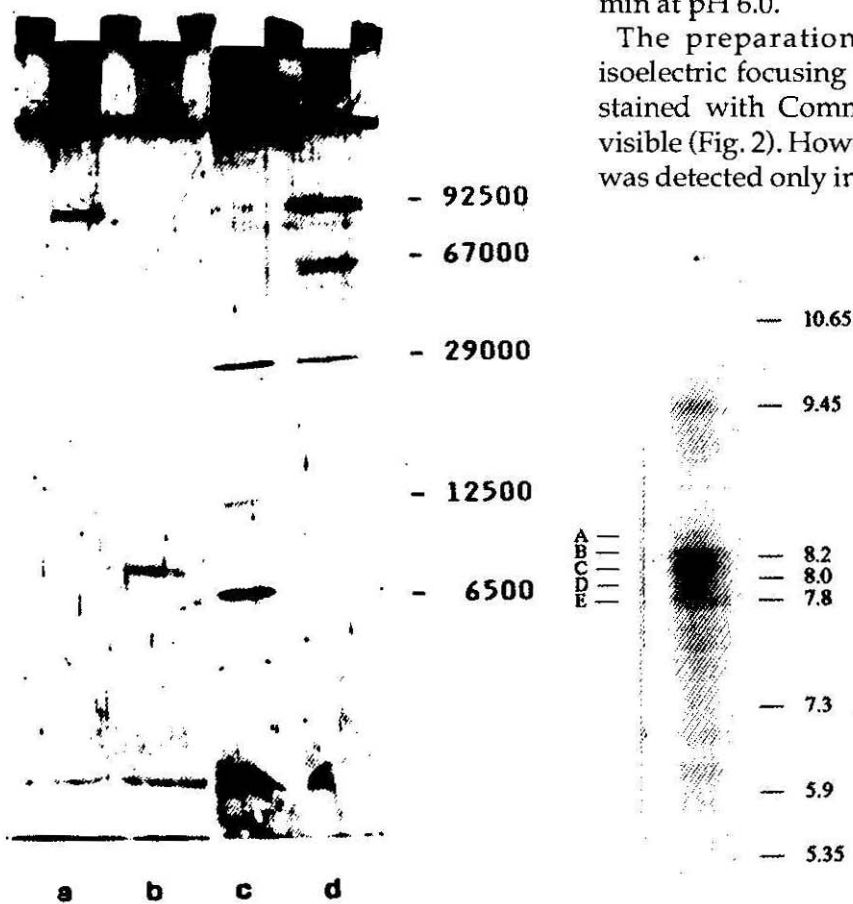 min at pH 6.0.
The preparation
isoelectric focusing
stained with Comm
visible (Fig. 2). How
was detected only in
- 92500
- 67000
- 29000
- 12500
- 6500
a b c d
— 10.65
— 9.45
A —
B —
C —
D —
E —
— 8.2
— 8.0
— 7.8
— 7.3
— 5.9
— 5.35